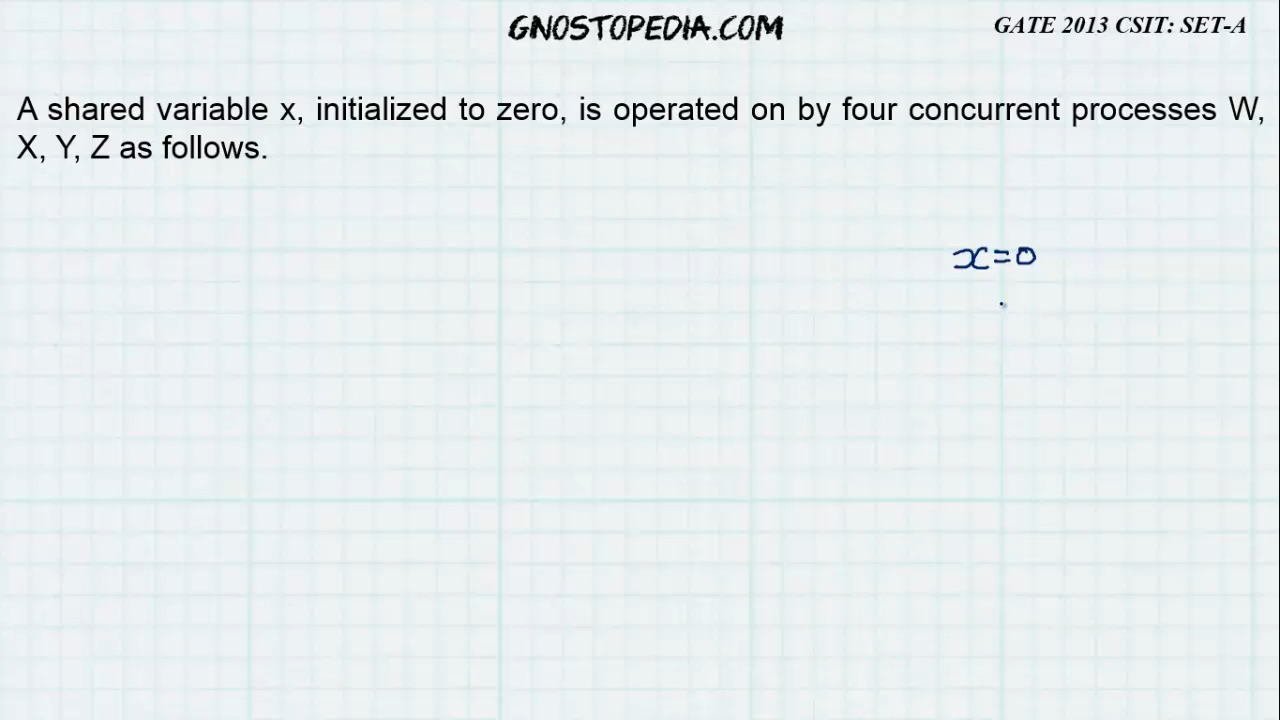 GNOSTOPEDIA.COM
GATE 2013 CSIT: SET-A
A shared variable x, initialized to zero, is operated on by four concurrent processes W,
X, Y, Z as follows.
x=0